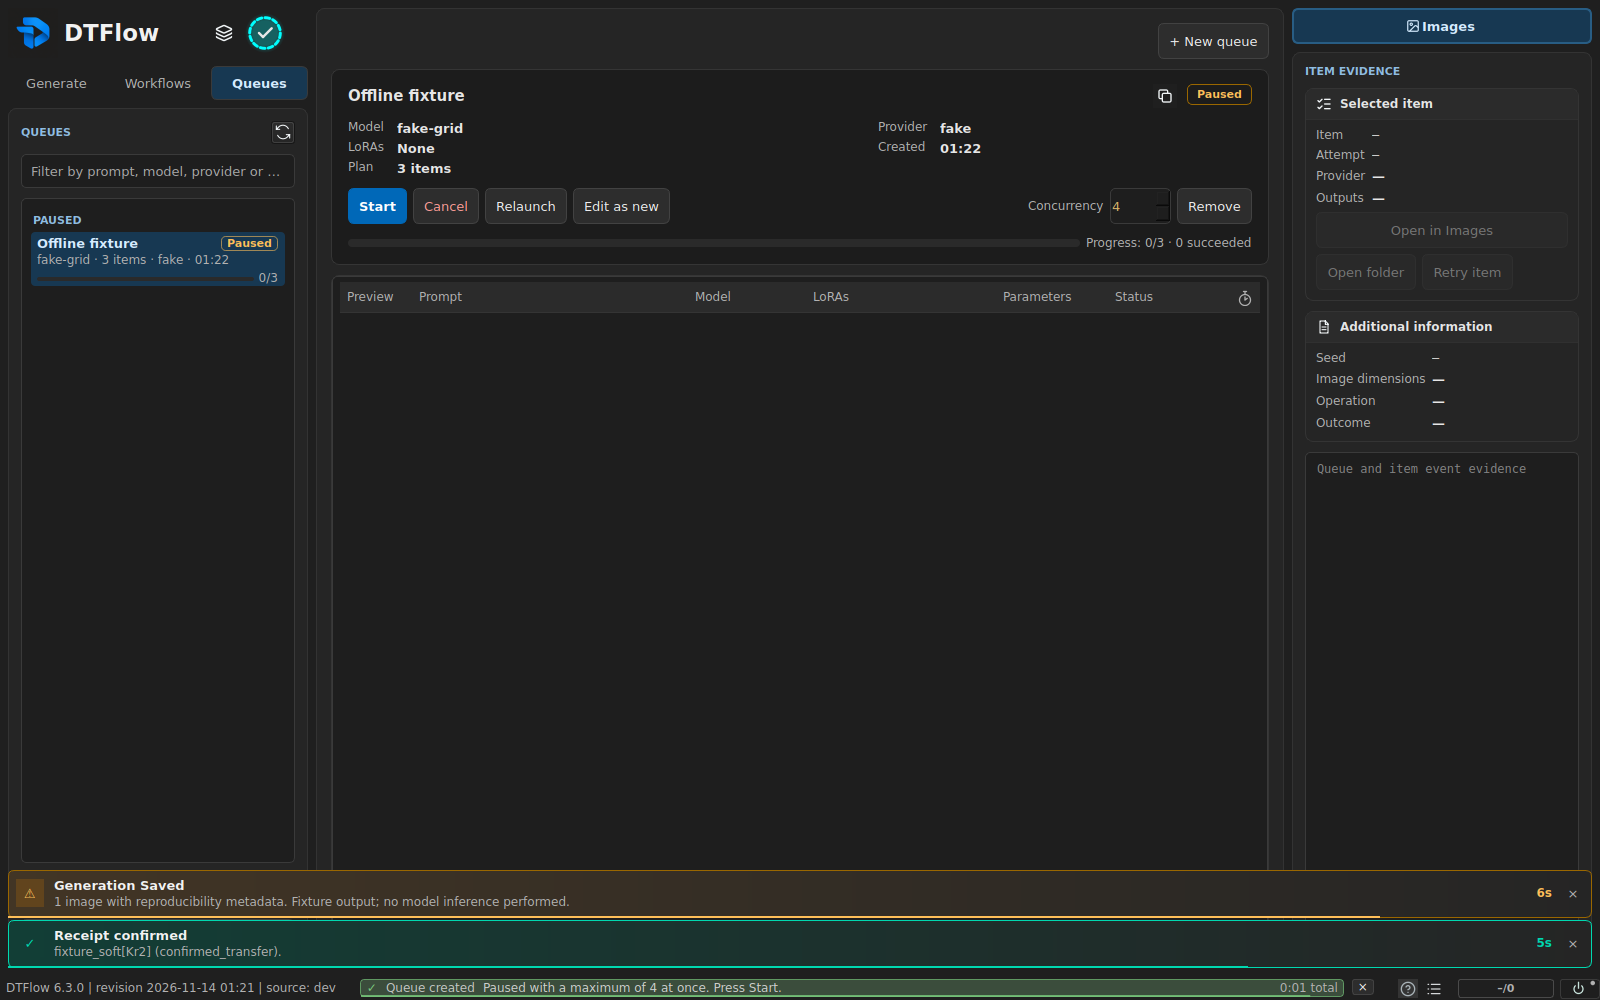 DTFlow
Generate
Workflows
Queues
QUEUES
Filter by prompt, model, provider or ...
PAUSED
Offline fixture
Paused
fake-grid · 3 items · fake · 01:22
0/3
+ New queue
Offline fixture
Paused
Model fake-grid
LoRAs None
Plan 3 items
Provider fake
Created 01:22
Start
Cancel
Relaunch
Edit as new
Concurrency 4
Remove
Progress: 0/3 · 0 succeeded
Preview Prompt Model LoRAs Parameters Status
Images
ITEM EVIDENCE
Selected item
Item –
Attempt –
Provider —
Outputs —
Open in Images
Open folder
Retry item
Additional information
Seed –
Image dimensions —
Operation —
Outcome —
Queue and item event evidence
Generation Saved
1 image with reproducibility metadata. Fixture output; no model inference performed.
6s ×
Receipt confirmed
fixture_soft[Kr2] (confirmed_transfer).
5s ×
DTFlow 6.3.0 | revision 2026-11-14 01:21 | source: dev
✓ Queue created Paused with a maximum of 4 at once. Press Start.
0:01 total
×
–/0